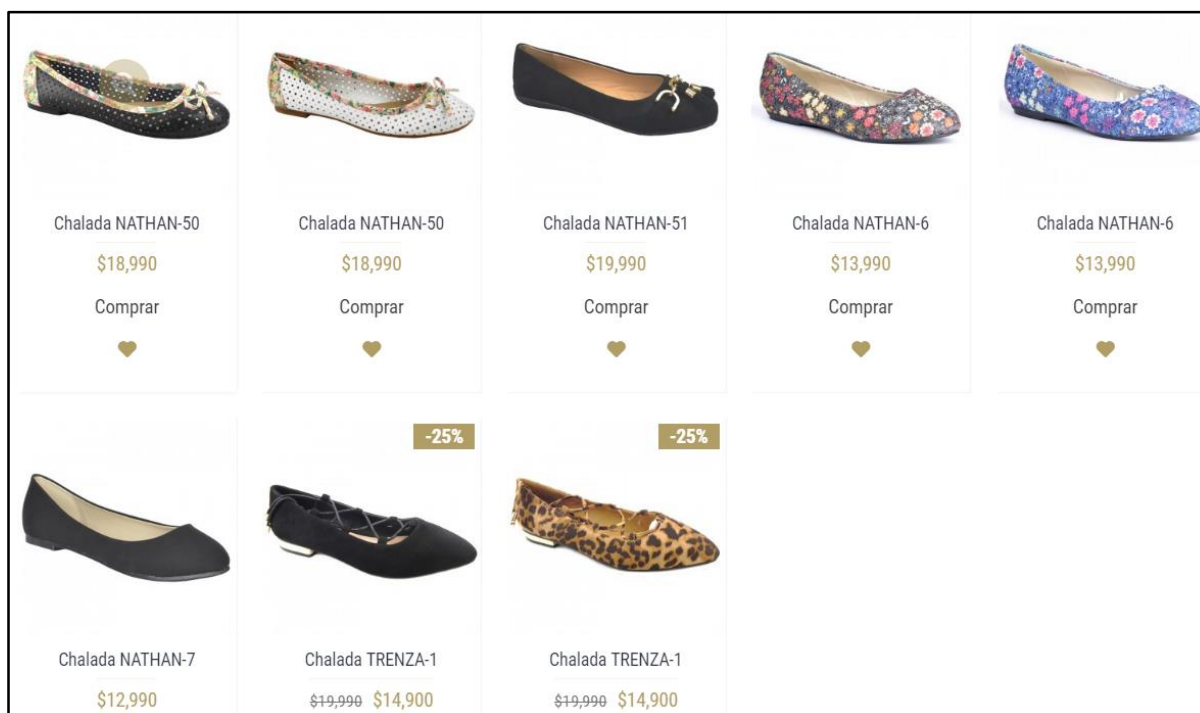 Chalada NATHAN-50
$18,990
Comprar
Chalada NATHAN-50
$18,990
Comprar
Chalada NATHAN-51
$19,990
Comprar
Chalada NATHAN-6
$13,990
Comprar
Chalada NATHAN-6
$13,990
Comprar
Chalada NATHAN-7
$12,990
-25%
Chalada TRENZA-1
$19,990 $14,900
-25%
Chalada TRENZA-1
$19,990 $14,900